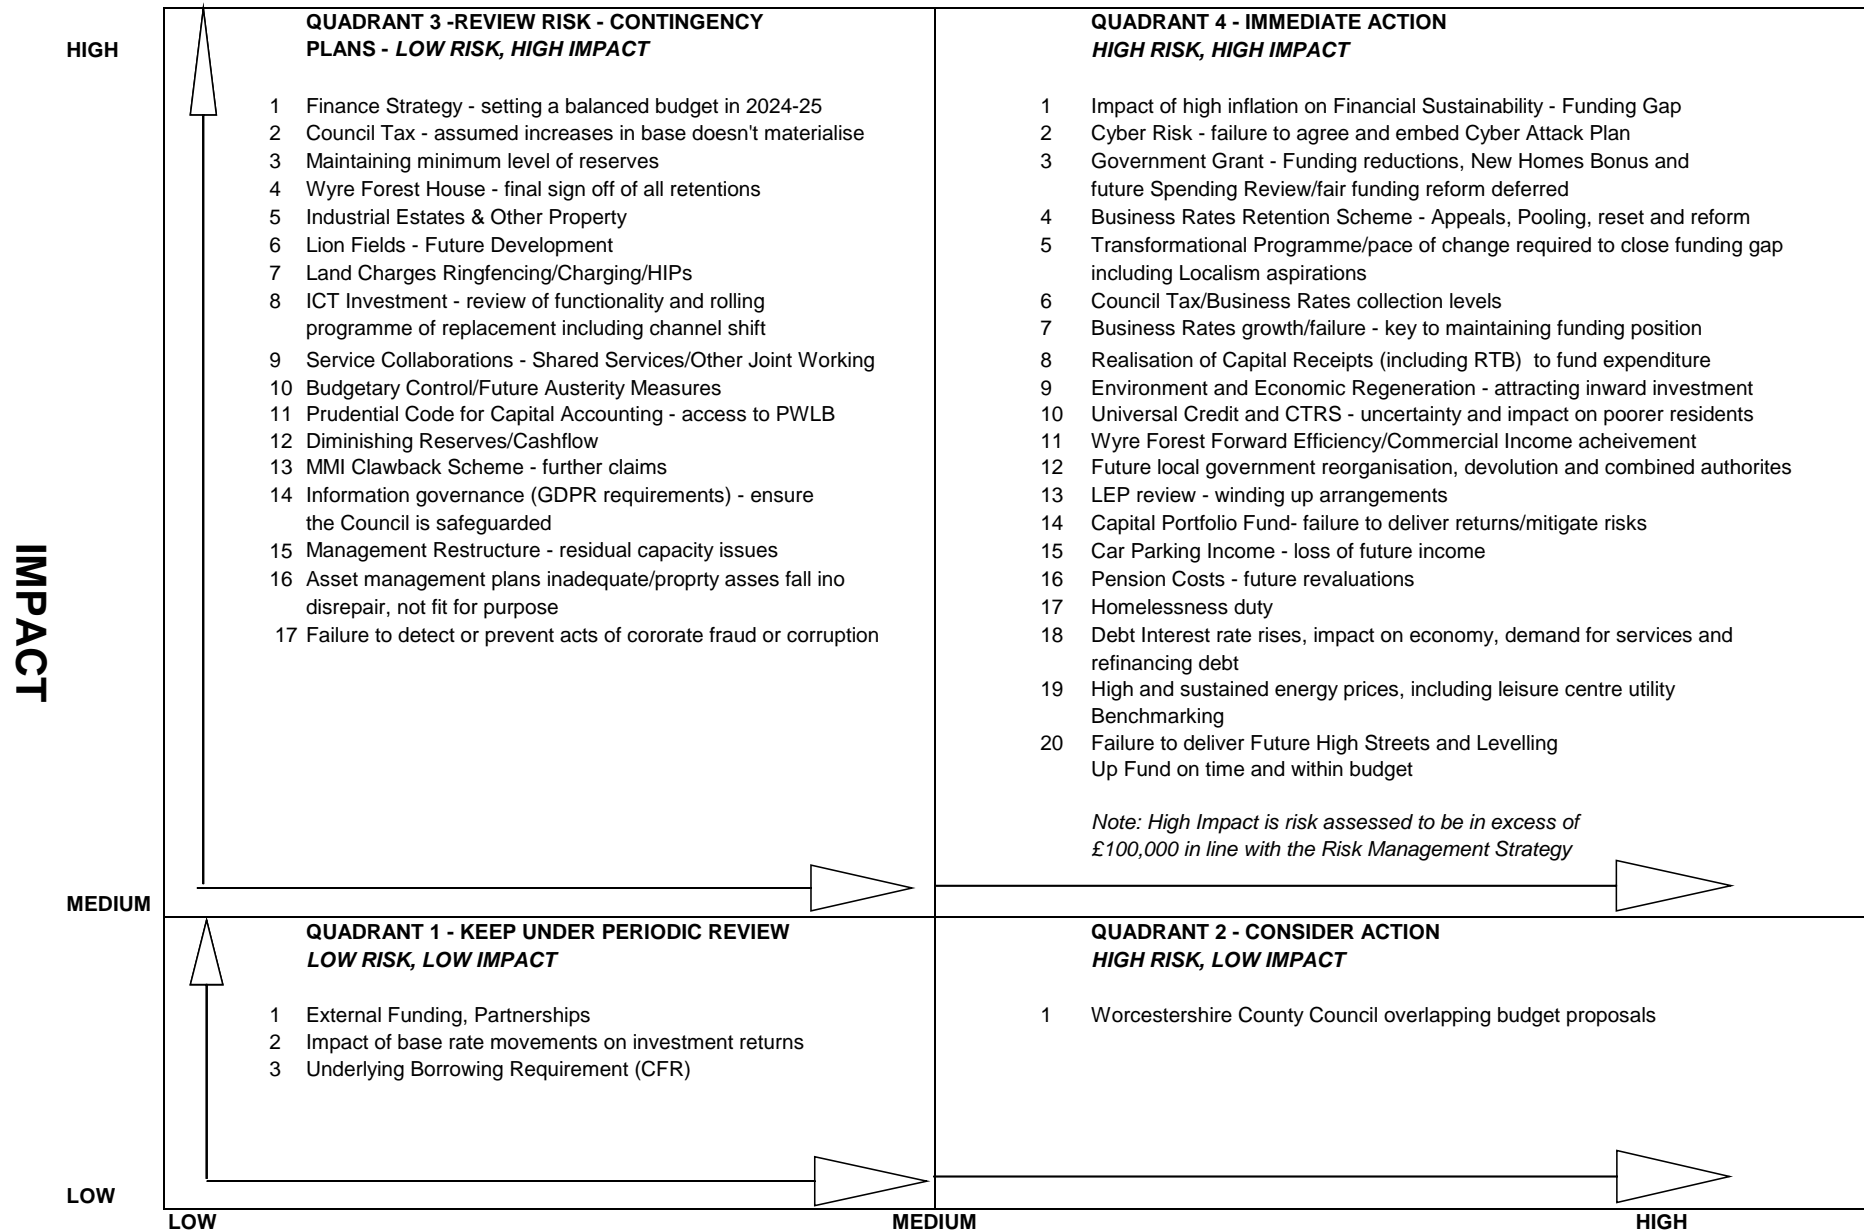 HIGH
QUADRANT 3 -REVIEW RISK - CONTINGENCY
PLANS - LOW RISK, HIGH IMPACT
1 Finance Strategy - setting a balanced budget in 2024-25
2 Council Tax - assumed increases in base doesn't materialise
3 Maintaining minimum level of reserves
4 Wyre Forest House - final sign off of all retentions
5 Industrial Estates & Other Property
6 Lion Fields - Future Development
7 Land Charges Ringfencing/Charging/HIPs
8 ICT Investment - review of functionality and rolling
programme of replacement including channel shift
9 Service Collaborations - Shared Services/Other Joint Working
10 Budgetary Control/Future Austerity Measures
11 Prudential Code for Capital Accounting - access to PWLB
12 Diminishing Reserves/Cashflow
13 MMI Clawback Scheme - further claims
14 Information governance (GDPR requirements) - ensure
the Council is safeguarded
15 Management Restructure - residual capacity issues
16 Asset management plans inadequate/proprty asses fall ino
disrepair, not fit for purpose
17 Failure to detect or prevent acts of cororate fraud or corruption
QUADRANT 4 - IMMEDIATE ACTION
HIGH RISK, HIGH IMPACT
1 Impact of high inflation on Financial Sustainability - Funding Gap
2 Cyber Risk - failure to agree and embed Cyber Attack Plan
3 Government Grant - Funding reductions, New Homes Bonus and
future Spending Review/fair funding reform deferred
4 Business Rates Retention Scheme - Appeals, Pooling, reset and reform
5 Transformational Programme/pace of change required to close funding gap
including Localism aspirations
6 Council Tax/Business Rates collection levels
7 Business Rates growth/failure - key to maintaining funding position
8 Realisation of Capital Receipts (including RTB) to fund expenditure
9 Environment and Economic Regeneration - attracting inward investment
10 Universal Credit and CTRS - uncertainty and impact on poorer residents
11 Wyre Forest Forward Efficiency/Commercial Income acheivement
12 Future local government reorganisation, devolution and combined authorites
13 LEP review - winding up arrangements
14 Capital Portfolio Fund- failure to deliver returns/mitigate risks
15 Car Parking Income - loss of future income
16 Pension Costs - future revaluations
17 Homelessness duty
18 Debt Interest rate rises, impact on economy, demand for services and
refinancing debt
19 High and sustained energy prices, including leisure centre utility
Benchmarking
20 Failure to deliver Future High Streets and Levelling
Up Fund on time and within budget
Note: High Impact is risk assessed to be in excess of
£100,000 in line with the Risk Management Strategy
IMPACT
MEDIUM
QUADRANT 1 - KEEP UNDER PERIODIC REVIEW
LOW RISK, LOW IMPACT
1 External Funding, Partnerships
2 Impact of base rate movements on investment returns
3 Underlying Borrowing Requirement (CFR)
QUADRANT 2 - CONSIDER ACTION
HIGH RISK, LOW IMPACT
1 Worcestershire County Council overlapping budget proposals
LOW
LOW MEDIUM HIGH